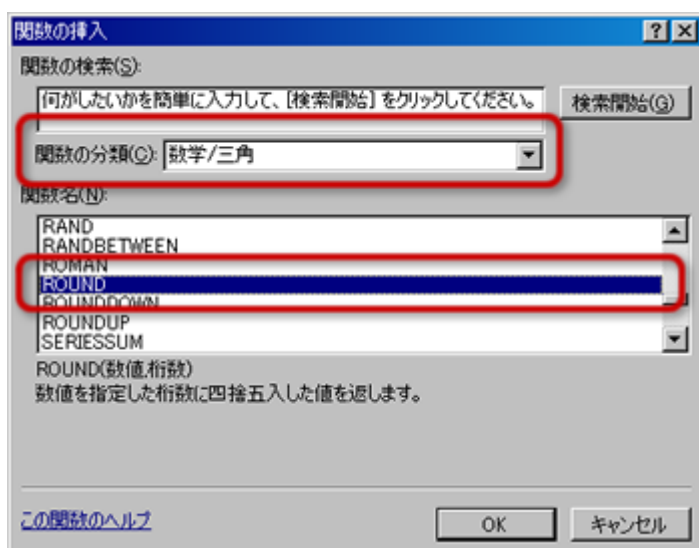 関数の挿入
関数の検索(S):
何がしたいかを簡単に入力して、[検索開始] をクリックしてください。
検索開始(G)
関数の分類(C): 数学/三角
関数名(N):
RAND
RANDBETWEEN
ROMAN
ROUND
ROUNDDOWN
ROUNDUP
SERIESSUM
ROUND(数値,桁数)
数値を指定した桁数に四捨五入した値を返します。
この関数のヘルプ
OK
キャンセル